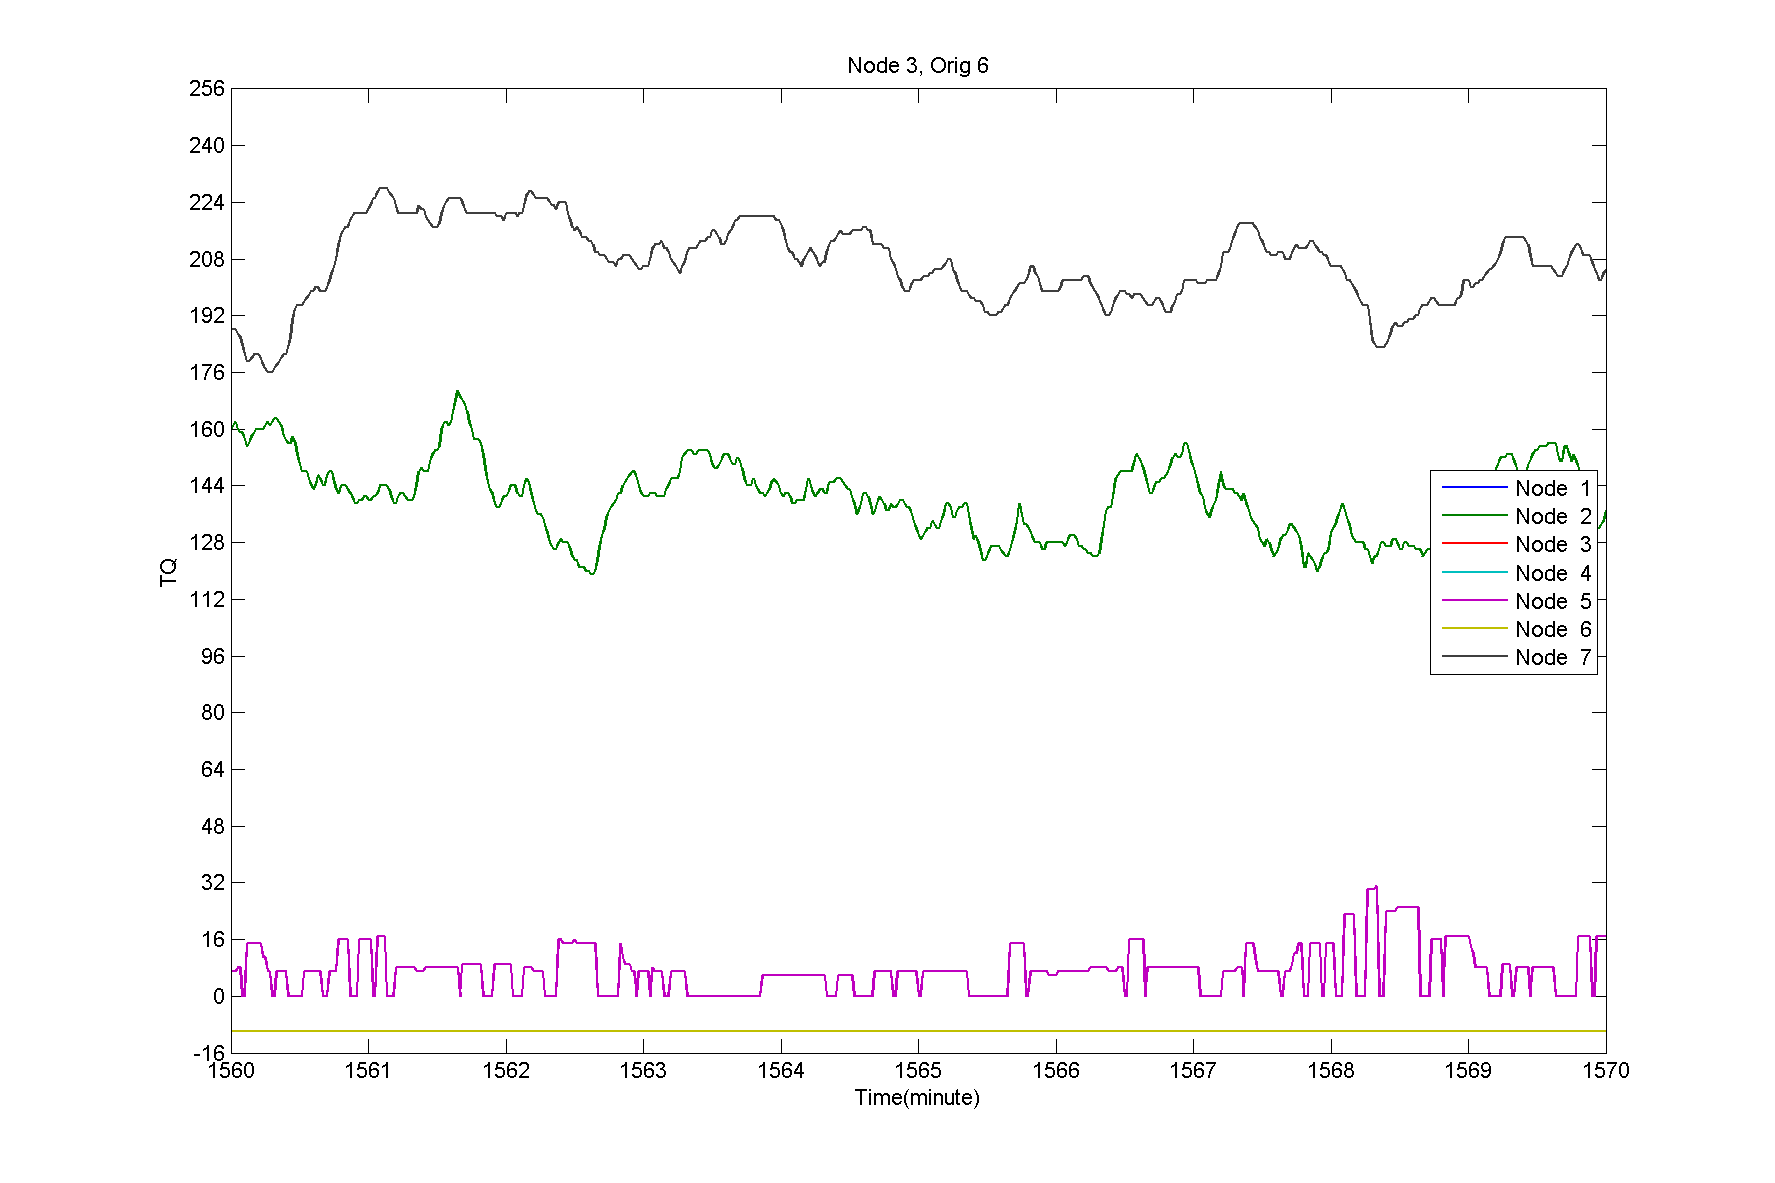 Node 3, Orig 6
256
240
224
208
192
176
160
144
128
112
96
80
64
48
32
16
0
-16
TQ
Node 1
Node 2
Node 3
Node 4
Node 5
Node 6
Node 7
1560 1561 1562 1563 1564 1565 1566 1567 1568 1569 1570
Time(minute)